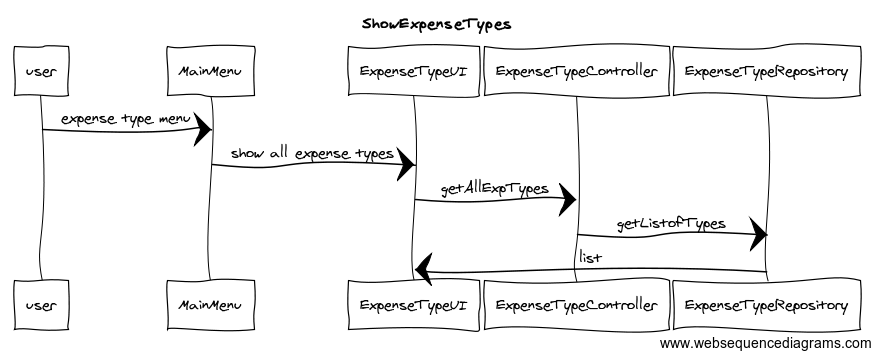 ShowExpenseTypes
user
MainMenu
ExpenseTypeUI
ExpenseTypeController
ExpenseTypeRepository
expense type menu
show all expense types
getAllExpTypes
getListofTypes
list
user
MainMenu
ExpenseTypeUI
ExpenseTypeController
ExpenseTypeRepository
www.websequencediagrams.com